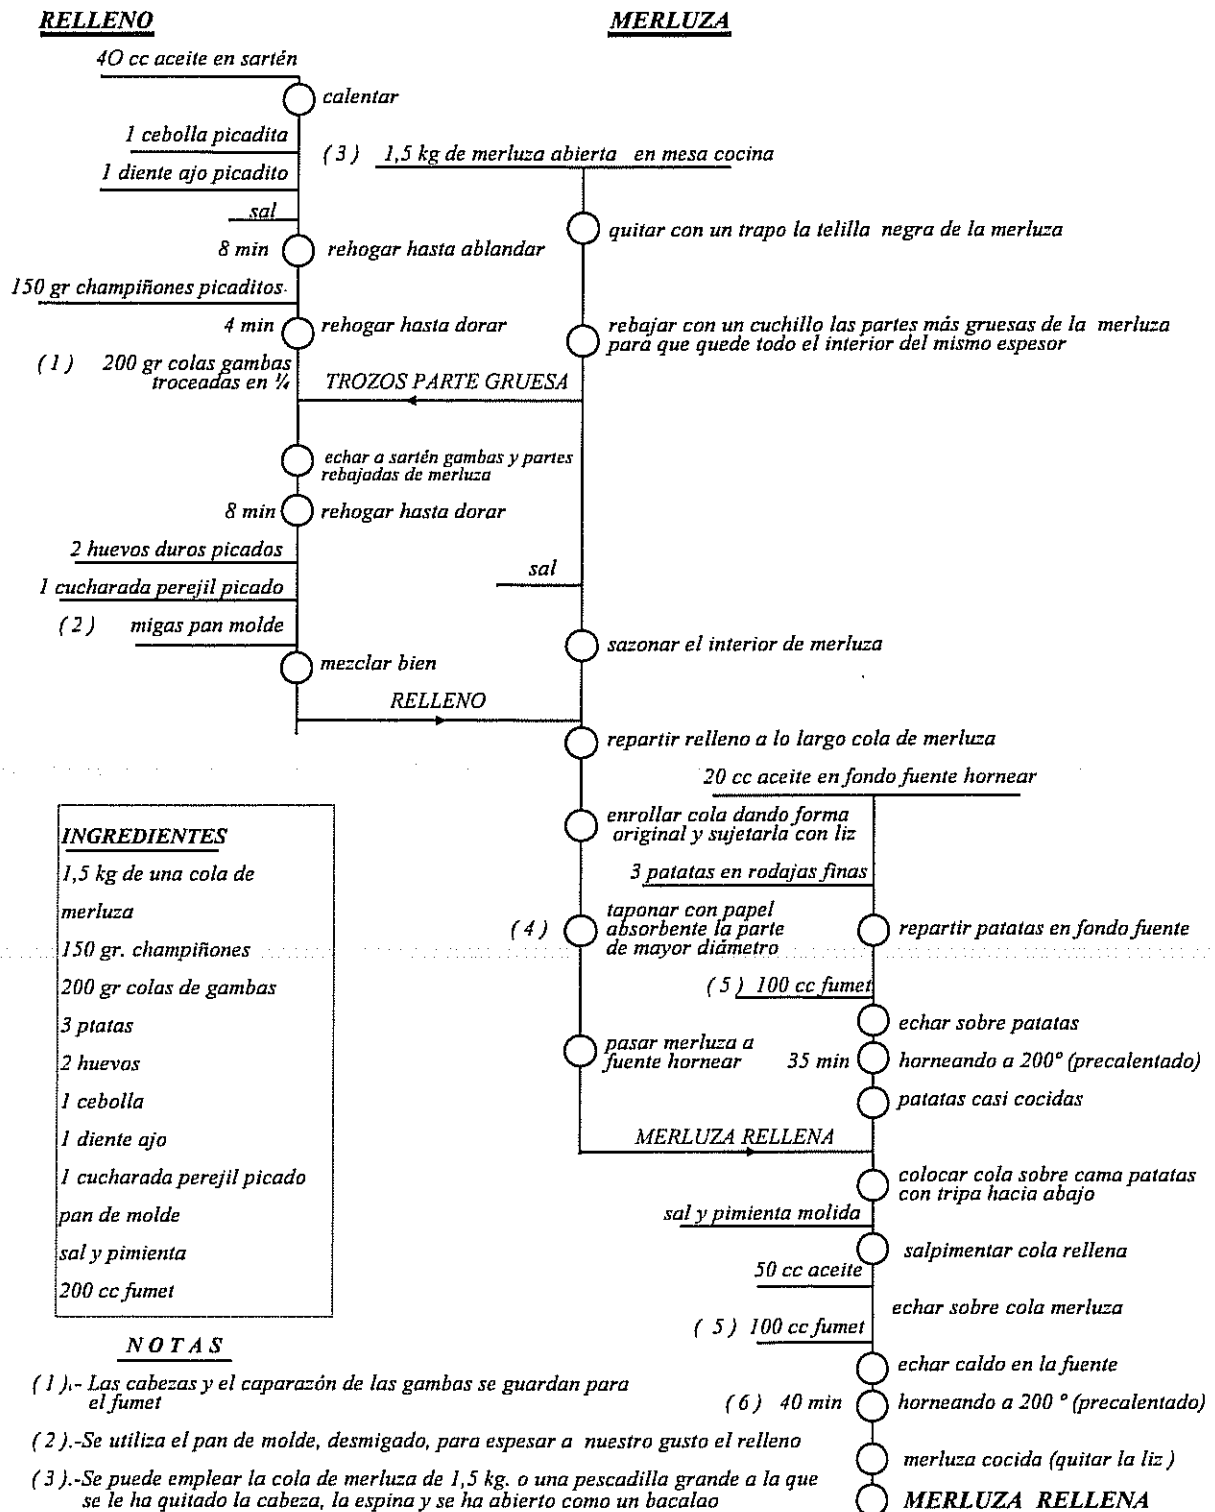 RELLENO
40 cc aceite en sartén
calentar
1 cebolla picadita
1 diente ajo picadito
sal
8 min rehogar hasta ablandar
150 gr champiñones picaditos
4 min rehogar hasta dorar
(1) 200 gr colas gambas
troceadas en ¼
TROZOS PARTE GRUESA
echar a sartén gambas y partes
rebajadas de merluza
8 min rehogar hasta dorar
2 huevos duros picados
1 cucharada perejil picado
(2) migas pan molde
mezclar bien
RELLENO
MERLUZA
(3) 1,5 kg de merluza abierta en mesa cocina
quitar con un trapo la telilla negra de la merluza
rebajar con un cuchillo las partes más gruesas de la merluza
para que quede todo el interior del mismo espesor
sal
sazonar el interior de merluza
repartir relleno a lo largo cola de merluza
enrollar cola dando forma
original y sujetarla con liz
(4) taponar con papel
absorbente la parte
de mayor diámetro
pasar merluza a
fuente hornear
MERLUZA RELLENA
20 cc aceite en fondo fuente hornear
3 patatas en rodajas finas
repartir patatas en fondo fuente
(5) 100 cc fumet
echar sobre patatas
35 min horneando a 200º (precalentado)
patatas casi cocidas
colocar cola sobre cama patatas
con tripa hacia abajo
sal y pimienta molida
salpimentar cola rellena
50 cc aceite
echar sobre cola merluza
(5) 100 cc fumet
echar caldo en la fuente
(6) 40 min horneando a 200 º (precalentado)
merluza cocida (quitar la liz)
MERLUZA RELLENA
INGREDIENTES
1,5 kg de una cola de
merluza
150 gr. champiñones
200 gr colas de gambas
3 ptatas
2 huevos
1 cebolla
1 diente ajo
1 cucharada perejil picado
pan de molde
sal y pimienta
200 cc fumet
NOTAS
(1).- Las cabezas y el caparazón de las gambas se guardan para
el fumet
(2).-Se utiliza el pan de molde, desmigado, para espesar a nuestro gusto el relleno
(3).-Se puede emplear la cola de merluza de 1,5 kg. o una pescadilla grande a la que
se le ha quitado la cabeza, la espina y se ha abierto como un bacalao